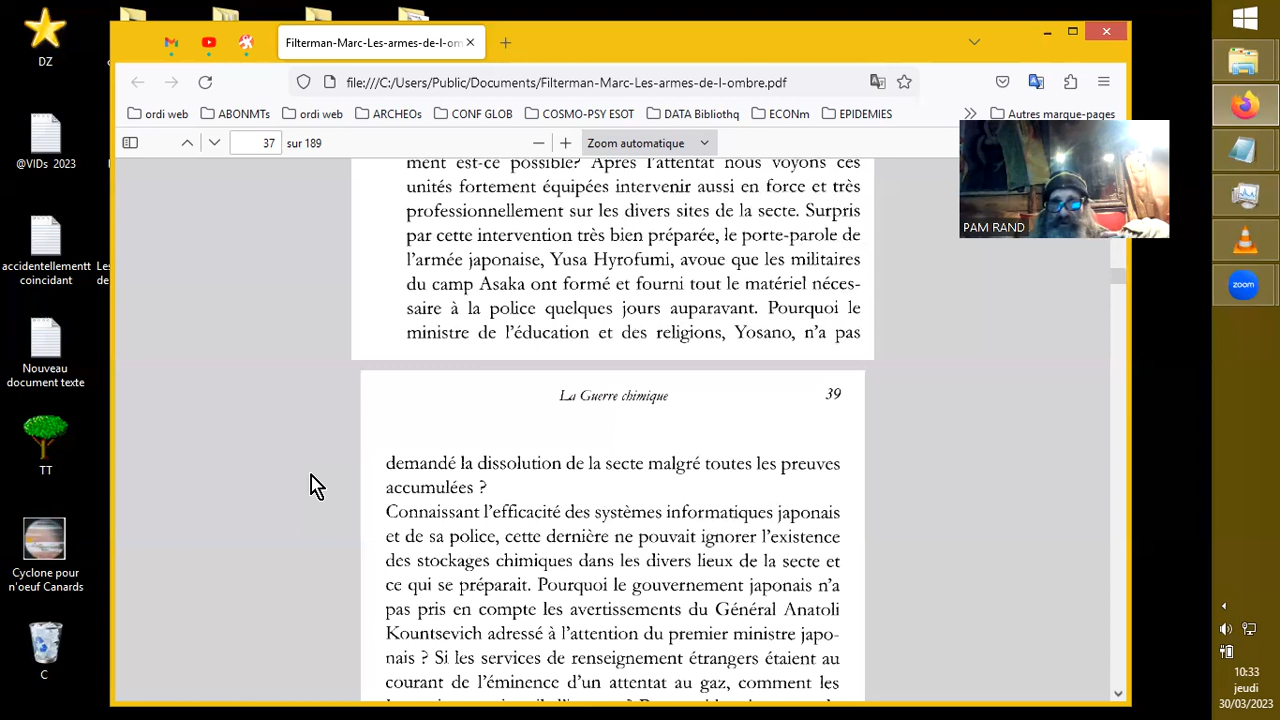 DZ
@VIDs 2023
accidentellementt
coincidant
Nouveau
document texte
TT
Cyclone pour
n'oeuf Canards
C
Filterman-Marc-Les-armes-de-l-om
file:///C:/Users/Public/Documents/Filterman-Marc-Les-armes-de-l-ombre.pdf
ordi web
ABONMTs
ordi web
ARCHEOs
CONF GLOB
COSMO-PSY ESOT
DATA Bibliothq
ECONm
EPIDEMIES
Autres marque-pages
37 sur 189
Zoom automatique
ment est-ce possible? Après l'attentat nous voyons ces
unités fortement équipées intervenir aussi en force et très
professionnellement sur les divers sites de la secte. Surpris
par cette intervention très bien préparée, le porte-parole de
l'armée japonaise, Yusa Hyrofumi, avoue que les militaires
du camp Asaka ont formé et fourni tout le matériel néces-
saire à la police quelques jours auparavant. Pourquoi le
ministre de l'éducation et des religions, Yosano, n'a pas
La Guerre chimique 39
demandé la dissolution de la secte malgré toutes les preuves
accumulées ?
Connaissant l'efficacité des systèmes informatiques japonais
et de sa police, cette dernière ne pouvait ignorer l'existence
des stockages chimiques dans les divers lieux de la secte et
ce qui se préparait. Pourquoi le gouvernement japonais n'a
pas pris en compte les avertissements du Général Anatoli
Kountsevich adressé à l'attention du premier ministre japo-
nais ? Si les services de renseignement étrangers étaient au
courant de l'éminence d'un attentat au gaz, comment les
PAM RAND
zoom
10:33
jeudi
30/03/2023